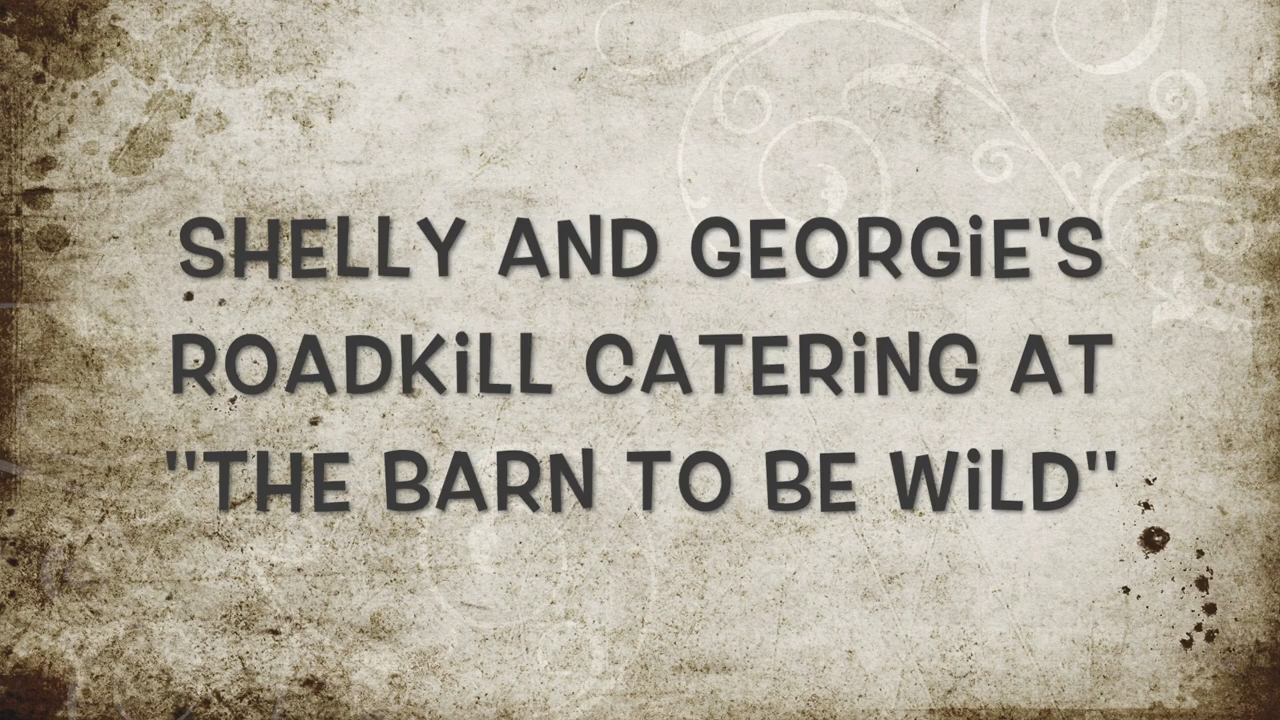 SHELLY AND GEORGiE'S
ROADKiLL CATERiNG AT
"THE BARN TO BE WiLD"